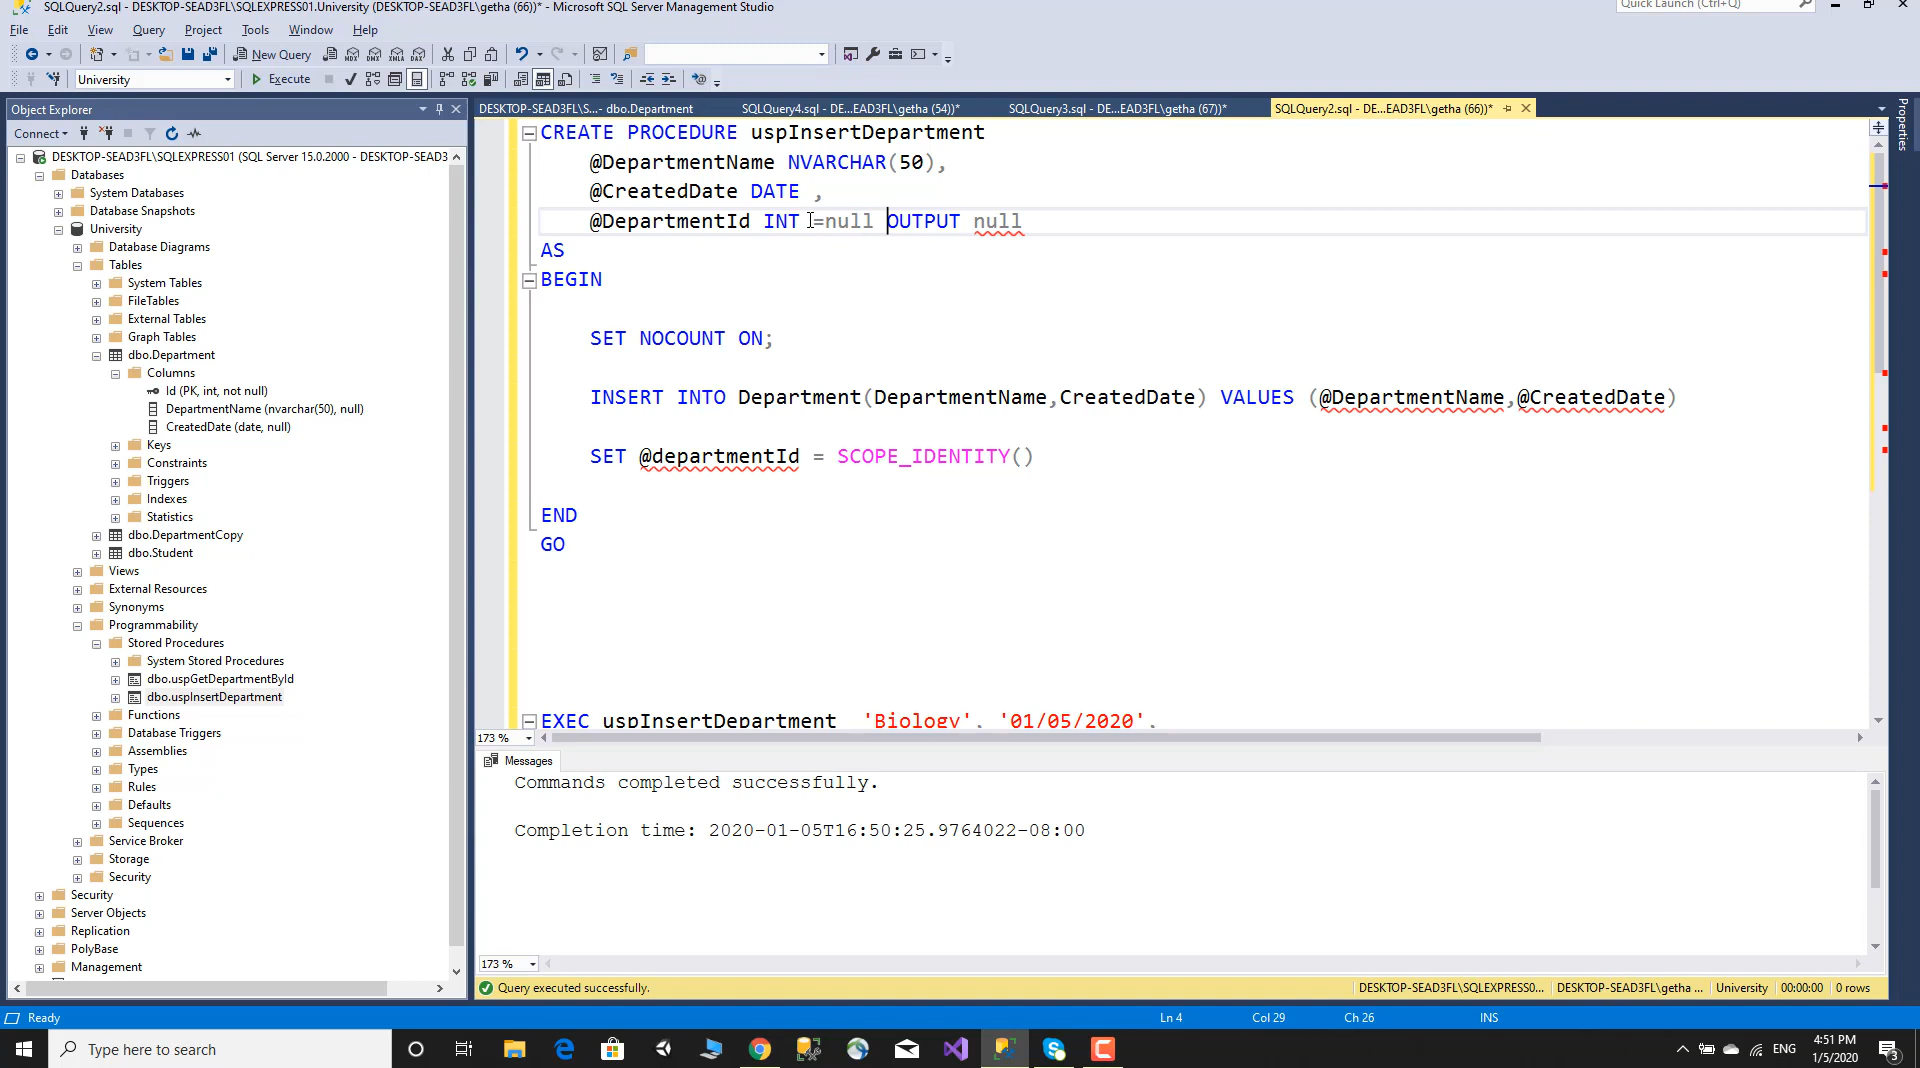 SQLQuery2.sql - DESKTOP-SEAD3FL\SQLEXPRESS01.University (DESKTOP-SEAD3FL\getha (66))* - Microsoft SQL Server Management Studio
Quick Launch (Ctrl+Q)
File Edit View Query Project Tools Window Help
New Query
University
Execute
Object Explorer
DESKTOP-SEAD3FL\S...- dbo.Department
SQLQuery4.sql - DE...EAD3FL\getha (54))*
SQLQuery3.sql - DE...EAD3FL\getha (67))*
SQLQuery2.sql - DE...EAD3FL\getha (66))*
Properties
Connect
DESKTOP-SEAD3FL\SQLEXPRESS01 (SQL Server 15.0.2000 - DESKTOP-SEAD3
Databases
System Databases
Database Snapshots
University
Database Diagrams
Tables
System Tables
FileTables
External Tables
Graph Tables
dbo.Department
Columns
Id (PK, int, not null)
DepartmentName (nvarchar(50), null)
CreatedDate (date, null)
Keys
Constraints
Triggers
Indexes
Statistics
dbo.DepartmentCopy
dbo.Student
Views
External Resources
Synonyms
Programmability
Stored Procedures
System Stored Procedures
dbo.uspGetDepartmentById
dbo.uspInsertDepartment
Functions
Database Triggers
Assemblies
Types
Rules
Defaults
Sequences
Service Broker
Storage
Security
Security
Server Objects
Replication
PolyBase
Management
CREATE PROCEDURE uspInsertDepartment
@DepartmentName NVARCHAR(50),
@CreatedDate DATE ,
@DepartmentId INT =null OUTPUT null
AS
BEGIN
SET NOCOUNT ON;
INSERT INTO Department(DepartmentName,CreatedDate) VALUES (@DepartmentName,@CreatedDate)
SET @departmentId = SCOPE_IDENTITY()
END
GO
EXEC uspInsertDepartment 'Biology', '01/05/2020',
173 %
Messages
Commands completed successfully.
Completion time: 2020-01-05T16:50:25.9764022-08:00
173 %
Query executed successfully.
DESKTOP-SEAD3FL\SQLEXPRESS0... DESKTOP-SEAD3FL\getha ... University 00:00:00 0 rows
Ready
Ln 4 Col 29 Ch 26 INS
Type here to search
ENG
4:51 PM
1/5/2020
3